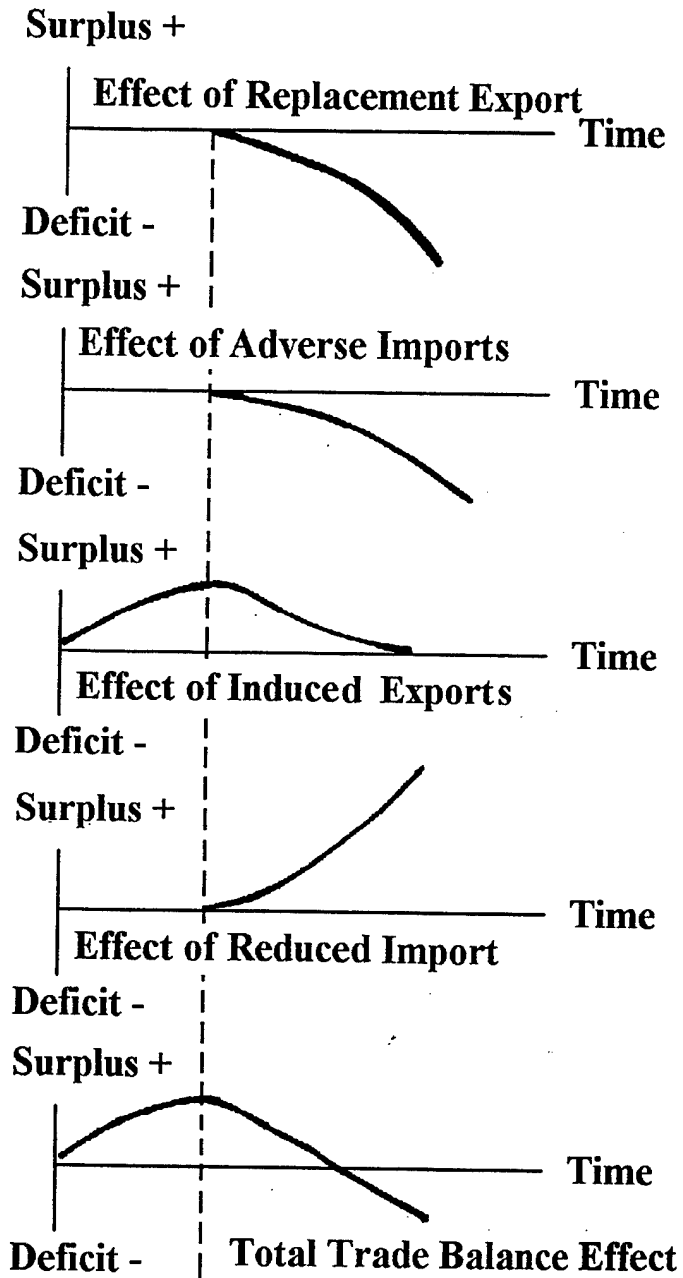 Surplus +
Effect of Replacement Export
Time
Deficit -
Surplus +
Effect of Adverse Imports
Time
Deficit -
Surplus +
Time
Effect of Induced Exports
Deficit -
Surplus +
Time
Effect of Reduced Import
Deficit -
Surplus +
Time
Deficit -
Total Trade Balance Effect